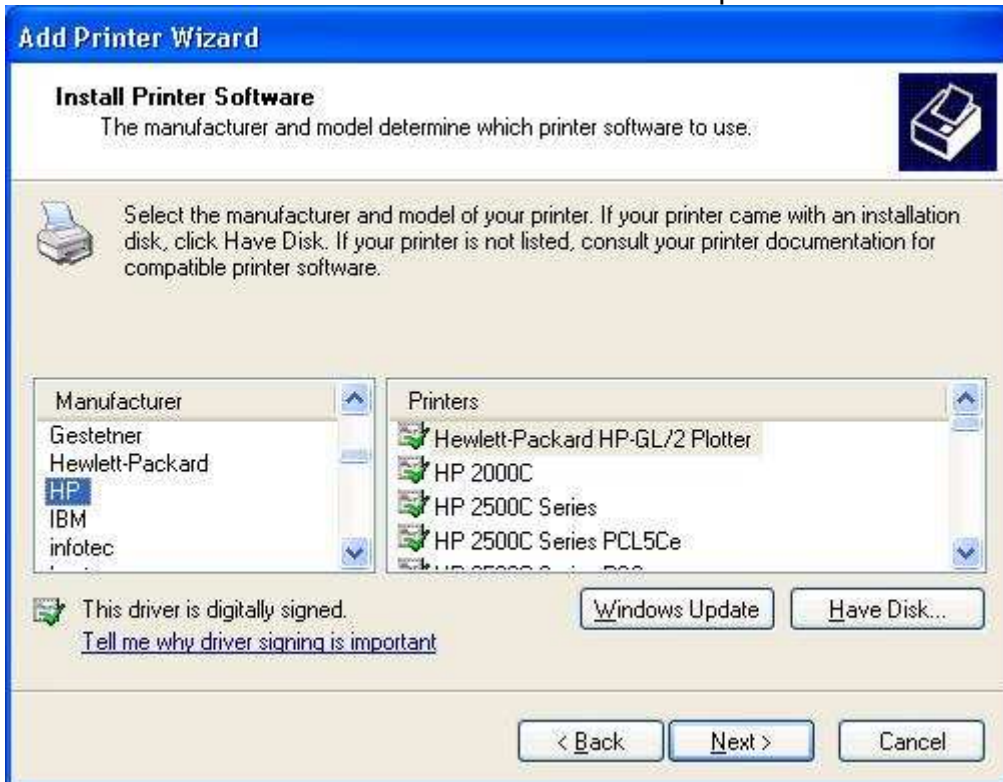 Add Printer Wizard
Install Printer Software
The manufacturer and model determine which printer software to use.
Select the manufacturer and model of your printer. If your printer came with an installation
disk, click Have Disk. If your printer is not listed, consult your printer documentation for
compatible printer software.
Manufacturer
Gestetner
Hewlett-Packard
HP
IBM
infotec
Printers
Hewlett-Packard HP-GL/2 Plotter
HP 2000C
HP 2500C Series
HP 2500C Series PCL5Ce
This driver is digitally signed.
Tell me why driver signing is important
Windows Update
Have Disk...
< Back
Next >
Cancel